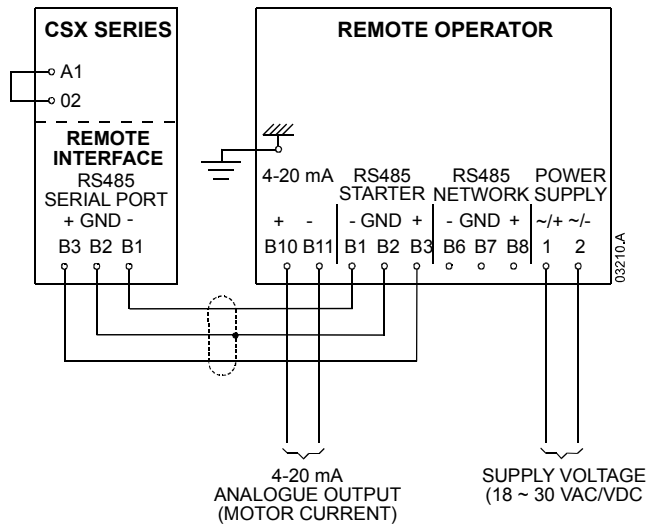 CSX SERIES
A1
02
REMOTE
INTERFACE
RS485
SERIAL PORT
+ GND -
B3 B2 B1
REMOTE OPERATOR
4-20 mA RS485 RS485 POWER
STARTER NETWORK SUPPLY
+ - - GND + - GND + ~/+ ~/-
B10 B11 B1 B2 B3 B6 B7 B8 1 2
03210.A
4-20 mA
ANALOGUE OUTPUT
(MOTOR CURRENT)
SUPPLY VOLTAGE
(18 ~ 30 VAC/VDC